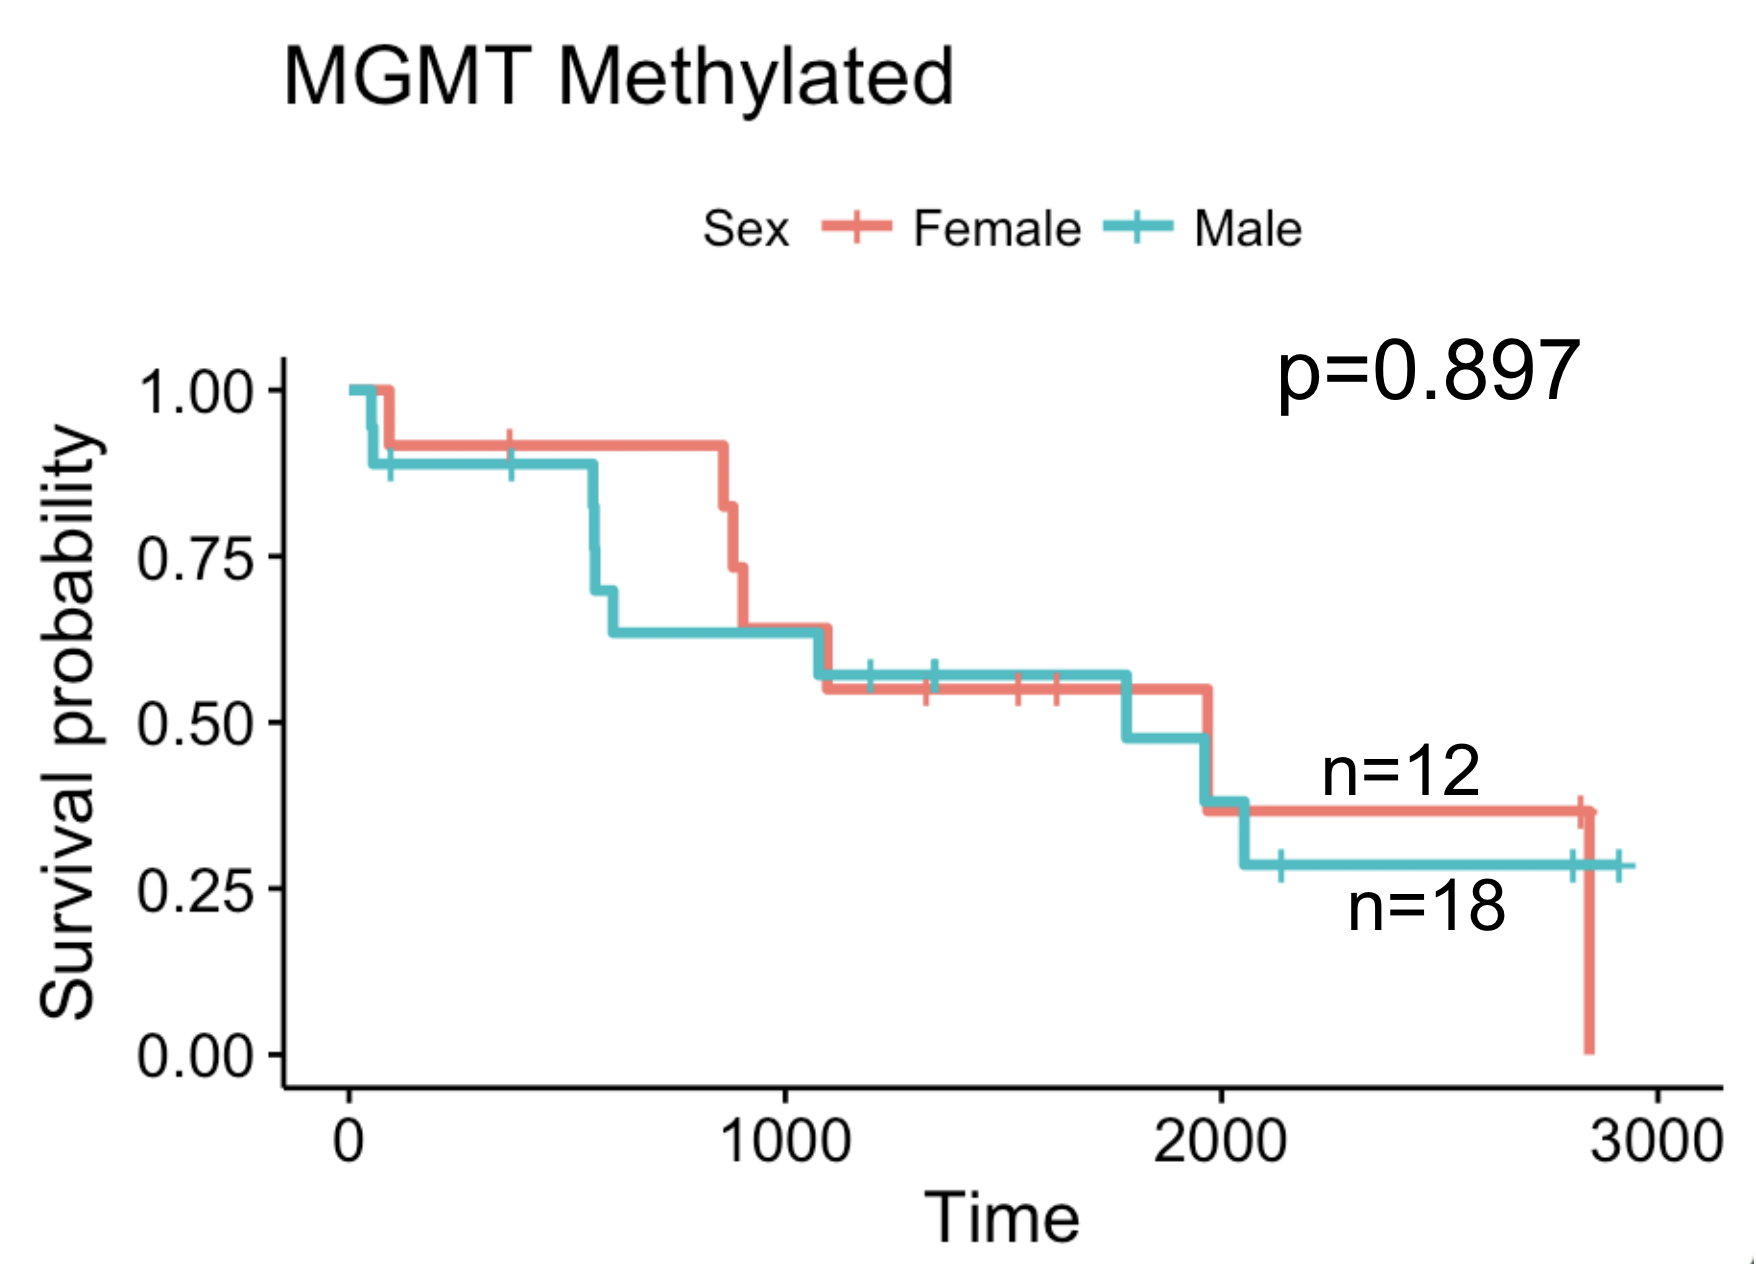 MGMT Methylated
Sex Female Male
p=0.897
Survival probability
1.00
0.75
0.50
0.25
0.00
n=12
n=18
0 1000 2000 3000
Time